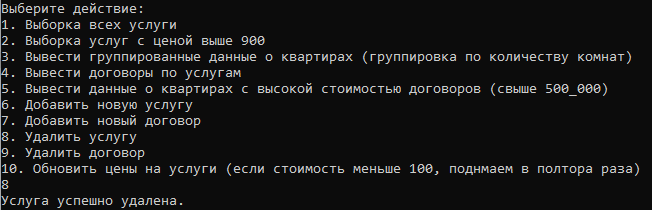 Выберите действие:
1. Выборка всех услуги
2. Выборка услуг с ценой выше 900
3. Вывести группированные данные о квартирах (группировка по количеству комнат)
4. Вывести договоры по услугам
5. Вывести данные о квартирах с высокой стоимостью договоров (свыше 500_000)
6. Добавить новую услугу
7. Добавить новый договор
8. Удалить услугу
9. Удалить договор
10. Обновить цены на услуги (если стоимость меньше 100, поднмаем в полтора раза)
8
Услуга успешно удалена.